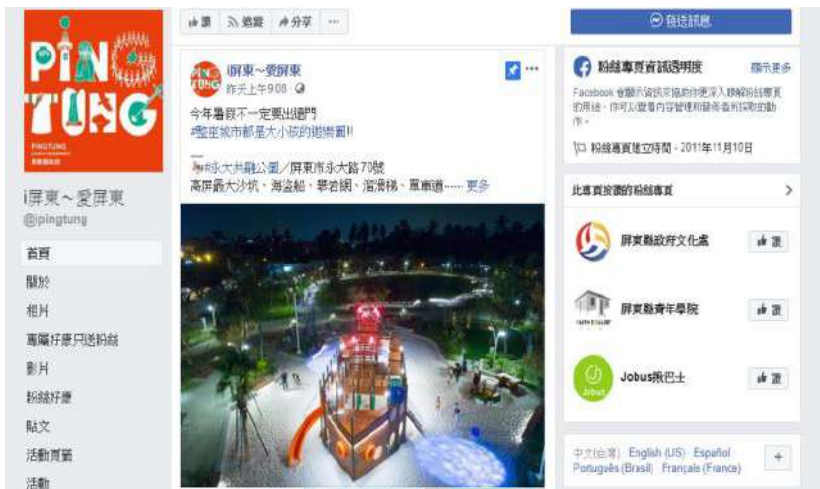 PINGTUNG
i屏東~愛屏東
@ipingtung
首頁
關於
相片
專屬好康只送粉絲
影片
粉絲好康
貼文
活動頁籤
活動
讚 追蹤 分享 ...
i屏東~愛屏東
昨天上午9:08
今年暑假不一定要出遠門
#整座城市都是大小孩的遊樂園!!
#永大共融公園/屏東市永大路70號
高屏最大沙坑、海盜船、攀岩網、溜滑梯、單車道...... 更多
發送訊息
粉絲專頁資訊透明度 顯示更多
Facebook 會顯示資訊來協助你更深入瞭解粉絲專頁
的用途。你可以查看內容管理和發佈者所採取的動
作。
粉絲專頁建立時間 - 2011年11月10日
此專頁按讚的粉絲專頁
屏東縣政府文化處 讚
屏東縣青年學院 讚
Jobus揪巴士 讚
Jobus
中文(台灣) English (US) Español
Português (Brasil) Français (France)